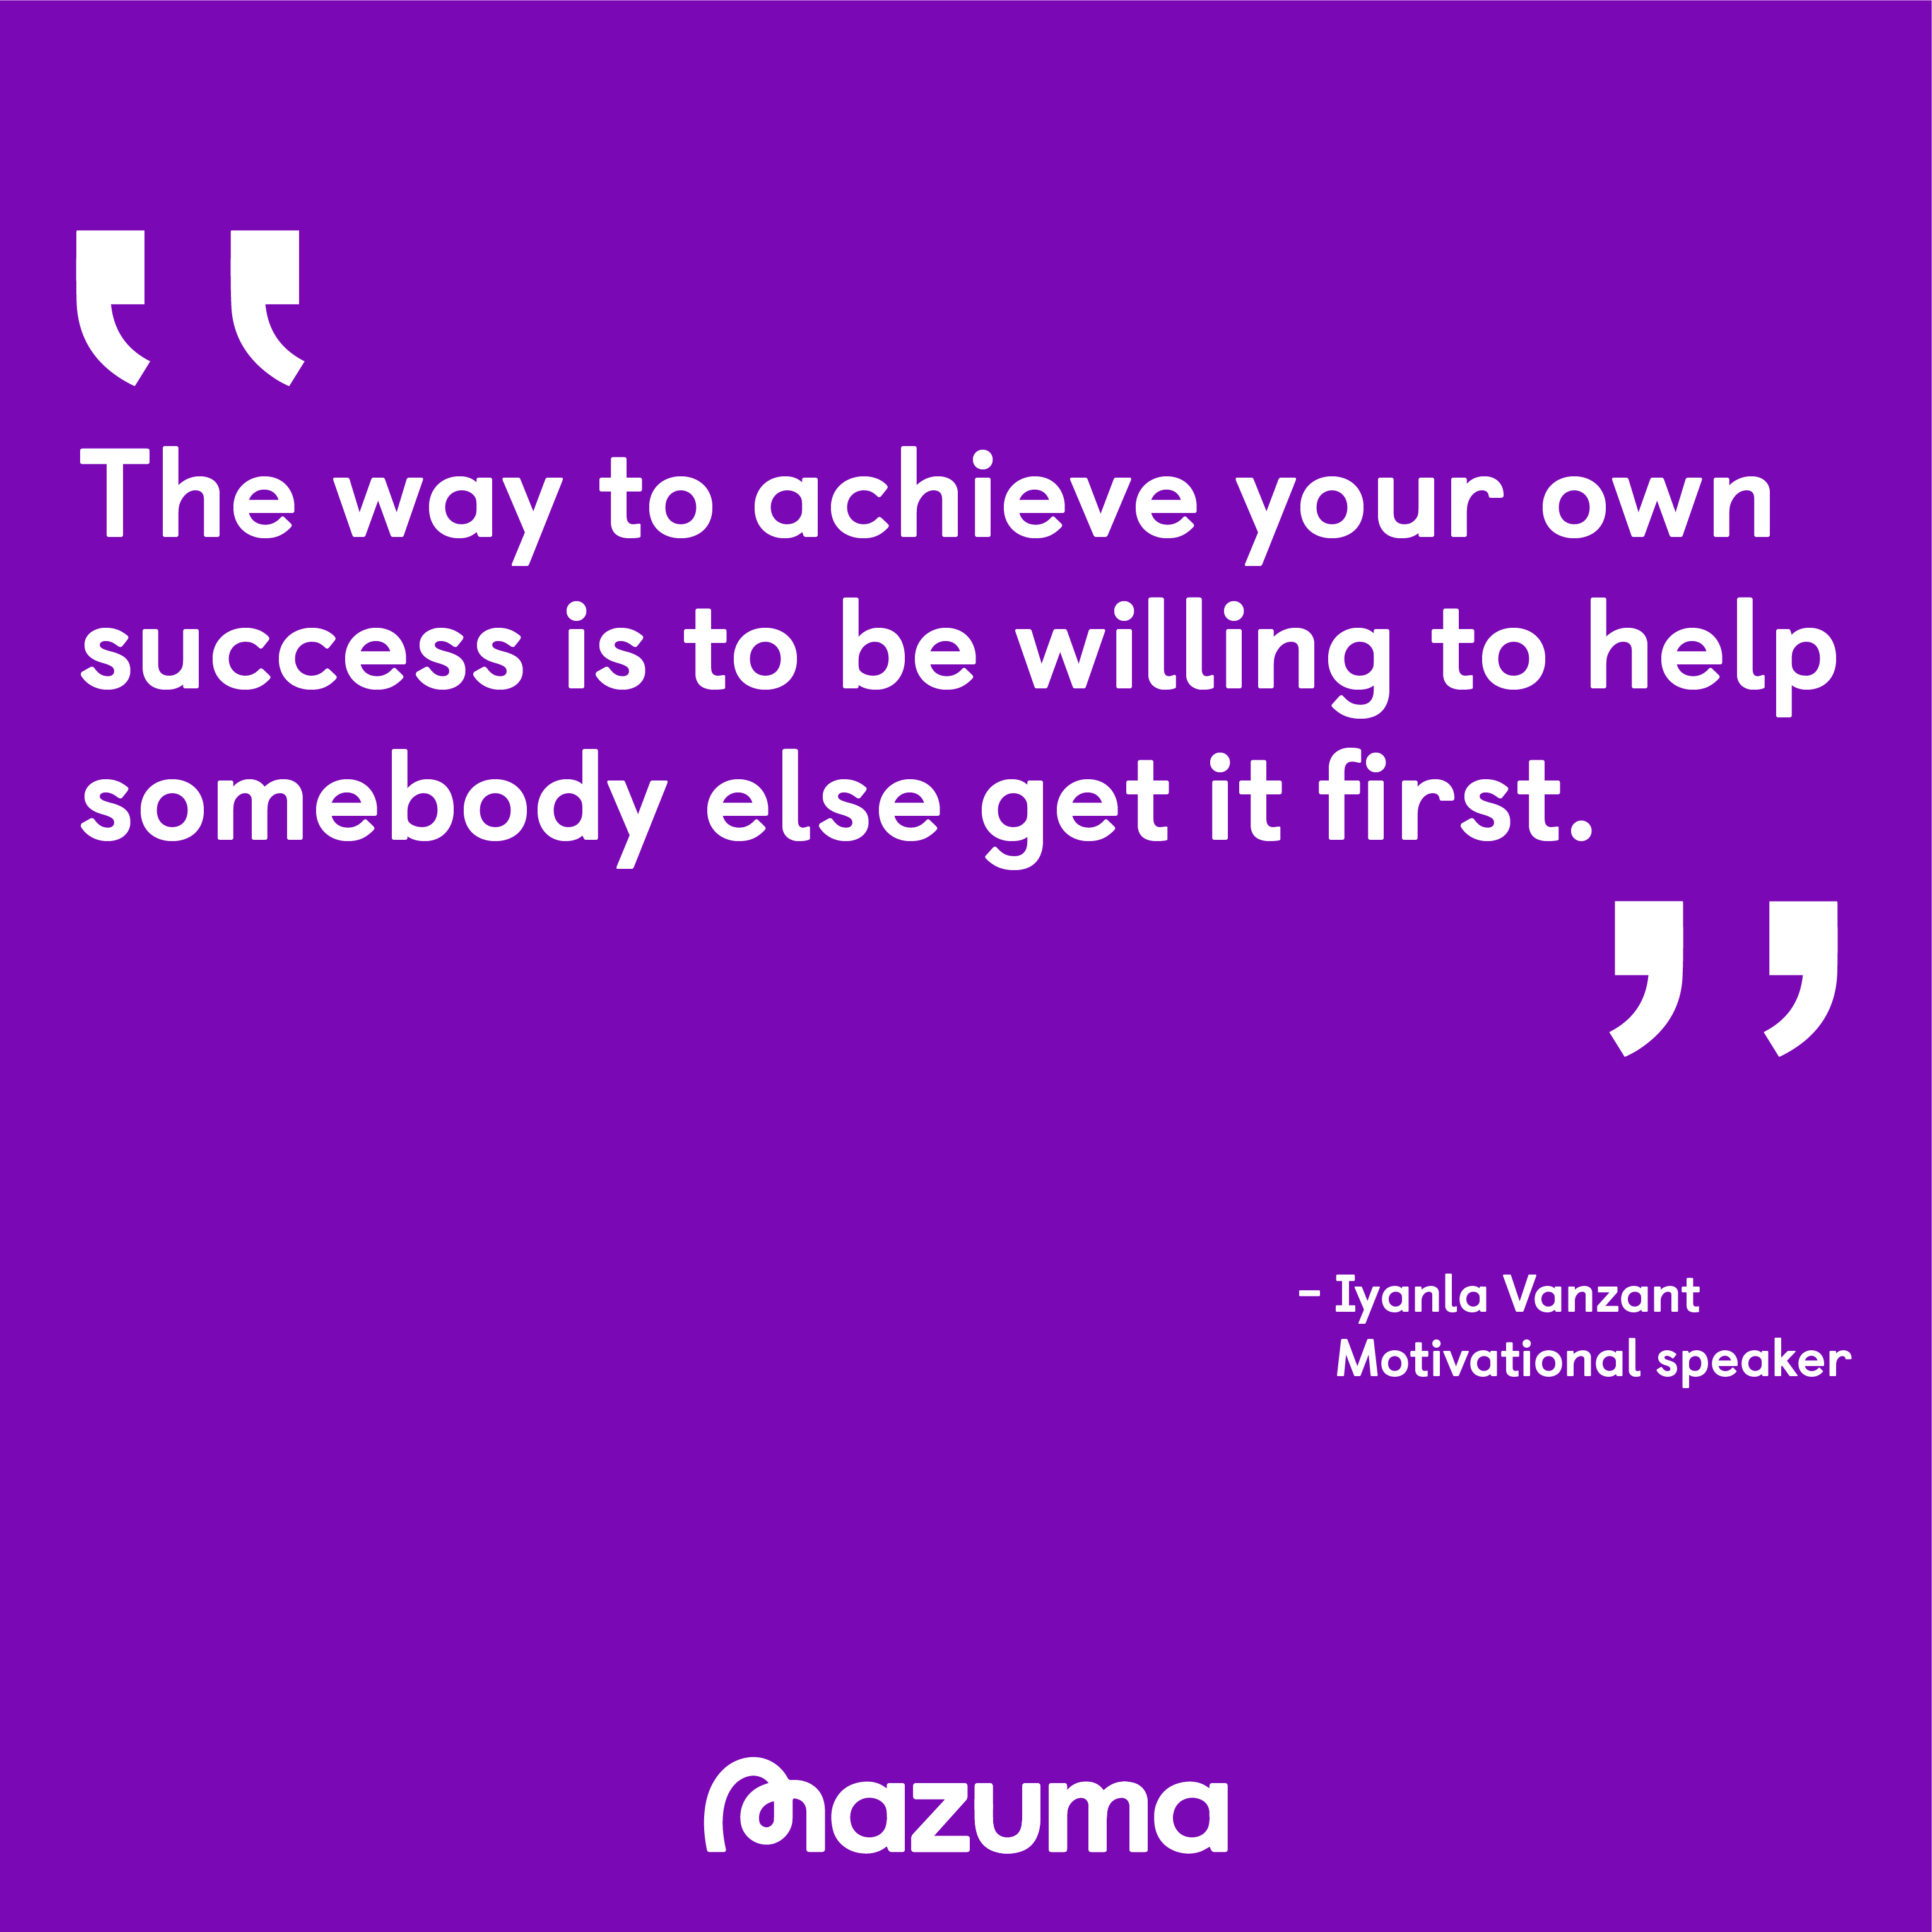 “
The way to achieve your own
success is to be willing to help
somebody else get it first.
”
– Iyanla Vanzant
Motivational speaker
mazuma